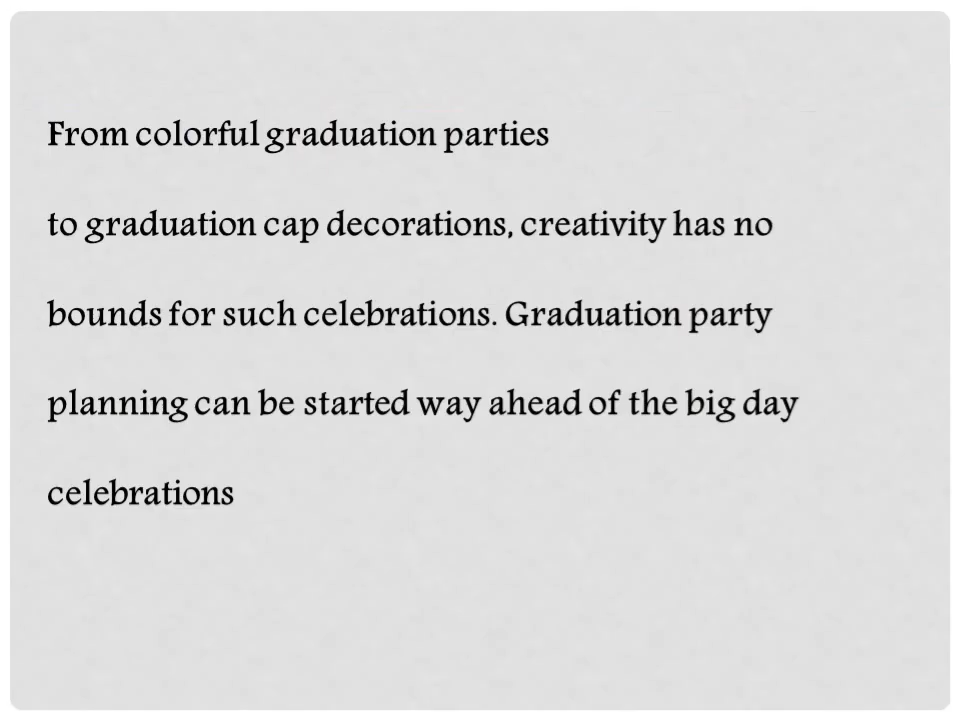 From colorful graduation parties
to graduation cap decorations, creativity has no
bounds for such celebrations. Graduation party
planning can be started way ahead of the big day
celebrations